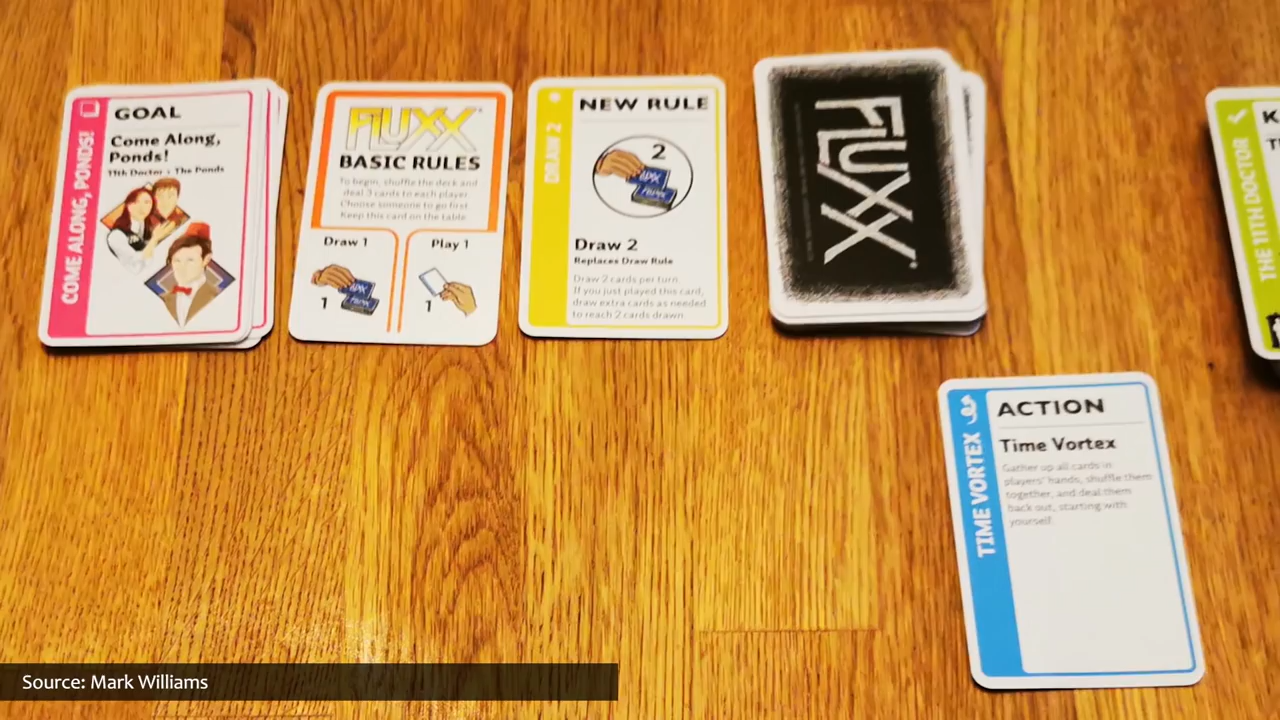 GOAL
Come Along,
Ponds!
11th Doctor + The Ponds
COME ALONG, PONDS!
FLUXX
BASIC RULES
To begin, shuffle the deck and
deal 3 cards to each player.
Choose someone to go first.
Keep this card on the table.
Draw 1
Play 1
1
1
NEW RULE
DRAW 2
2
Draw 2
Replaces Draw Rule
Draw 2 cards per turn.
If you just played this card,
draw extra cards as needed
to reach 2 cards drawn.
FLUXX
K
THE 11TH DOCTOR
ACTION
TIME VORTEX
Time Vortex
Gather up all cards in
players' hands, shuffle them
together, and deal them
back out, starting with
yourself.
Source: Mark Williams